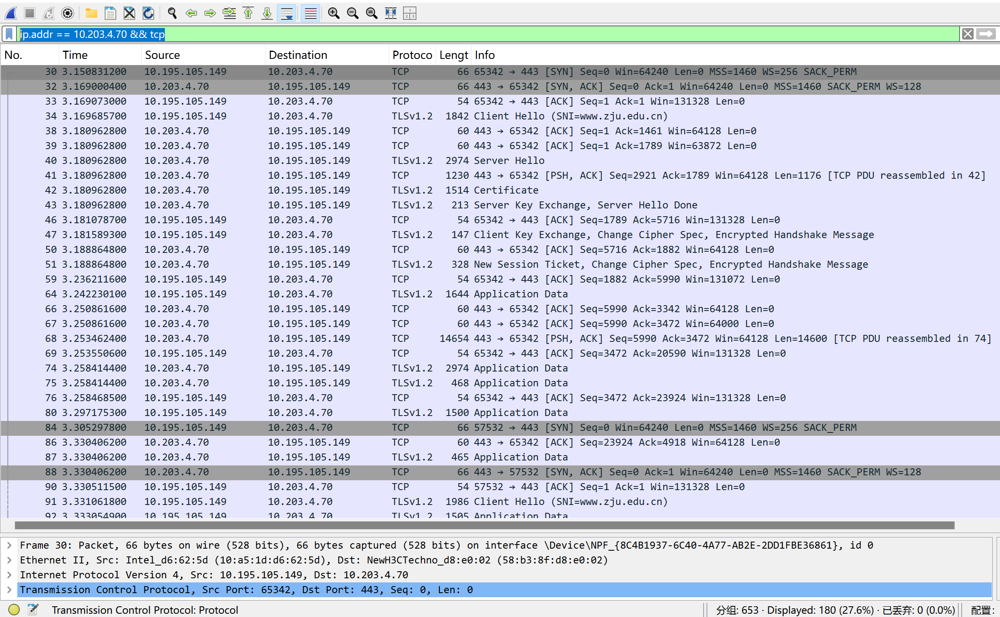 ip.addr == 10.203.4.70 && tcp
No. Time Source Destination Protoco Lengt Info
30 3.150831200 10.195.105.149 10.203.4.70 TCP 66 65342 → 443 [SYN] Seq=0 Win=64240 Len=0 MSS=1460 WS=256 SACK_PERM
32 3.169000400 10.203.4.70 10.195.105.149 TCP 66 443 → 65342 [SYN, ACK] Seq=0 Ack=1 Win=64240 Len=0 MSS=1460 SACK_PERM WS=128
33 3.169073000 10.195.105.149 10.203.4.70 TCP 54 65342 → 443 [ACK] Seq=1 Ack=1 Win=131328 Len=0
34 3.169685700 10.195.105.149 10.203.4.70 TLSv1.2 1842 Client Hello (SNI=www.zju.edu.cn)
38 3.180962800 10.203.4.70 10.195.105.149 TCP 60 443 → 65342 [ACK] Seq=1 Ack=1461 Win=64128 Len=0
39 3.180962800 10.203.4.70 10.195.105.149 TCP 60 443 → 65342 [ACK] Seq=1 Ack=1789 Win=63872 Len=0
40 3.180962800 10.203.4.70 10.195.105.149 TLSv1.2 2974 Server Hello
41 3.180962800 10.203.4.70 10.195.105.149 TCP 1230 443 → 65342 [PSH, ACK] Seq=2921 Ack=1789 Win=64128 Len=1176 [TCP PDU reassembled in 42]
42 3.180962800 10.203.4.70 10.195.105.149 TLSv1.2 1514 Certificate
43 3.180962800 10.203.4.70 10.195.105.149 TLSv1.2 213 Server Key Exchange, Server Hello Done
46 3.181078700 10.195.105.149 10.203.4.70 TCP 54 65342 → 443 [ACK] Seq=1789 Ack=5716 Win=131328 Len=0
47 3.181589300 10.195.105.149 10.203.4.70 TLSv1.2 147 Client Key Exchange, Change Cipher Spec, Encrypted Handshake Message
50 3.188864800 10.203.4.70 10.195.105.149 TCP 60 443 → 65342 [ACK] Seq=5716 Ack=1882 Win=64128 Len=0
51 3.188864800 10.203.4.70 10.195.105.149 TLSv1.2 328 New Session Ticket, Change Cipher Spec, Encrypted Handshake Message
59 3.236211600 10.195.105.149 10.203.4.70 TCP 54 65342 → 443 [ACK] Seq=1882 Ack=5990 Win=131072 Len=0
64 3.242230100 10.195.105.149 10.203.4.70 TLSv1.2 1644 Application Data
66 3.250861600 10.203.4.70 10.195.105.149 TCP 60 443 → 65342 [ACK] Seq=5990 Ack=3342 Win=64128 Len=0
67 3.250861600 10.203.4.70 10.195.105.149 TCP 60 443 → 65342 [ACK] Seq=5990 Ack=3472 Win=64000 Len=0
68 3.253462400 10.203.4.70 10.195.105.149 TCP 14654 443 → 65342 [PSH, ACK] Seq=5990 Ack=3472 Win=64128 Len=14600 [TCP PDU reassembled in 74]
69 3.253550600 10.195.105.149 10.203.4.70 TCP 54 65342 → 443 [ACK] Seq=3472 Ack=20590 Win=131328 Len=0
74 3.258414400 10.203.4.70 10.195.105.149 TLSv1.2 2974 Application Data
75 3.258414400 10.203.4.70 10.195.105.149 TLSv1.2 468 Application Data
76 3.258468500 10.195.105.149 10.203.4.70 TCP 54 65342 → 443 [ACK] Seq=3472 Ack=23924 Win=131328 Len=0
80 3.297175300 10.195.105.149 10.203.4.70 TLSv1.2 1500 Application Data
84 3.305297800 10.195.105.149 10.203.4.70 TCP 66 57532 → 443 [SYN] Seq=0 Win=64240 Len=0 MSS=1460 WS=256 SACK_PERM
86 3.330406200 10.203.4.70 10.195.105.149 TCP 60 443 → 65342 [ACK] Seq=23924 Ack=4918 Win=64128 Len=0
87 3.330406200 10.203.4.70 10.195.105.149 TLSv1.2 465 Application Data
88 3.330406200 10.203.4.70 10.195.105.149 TCP 66 443 → 57532 [SYN, ACK] Seq=0 Ack=1 Win=64240 Len=0 MSS=1460 SACK_PERM WS=128
90 3.330511500 10.195.105.149 10.203.4.70 TCP 54 57532 → 443 [ACK] Seq=1 Ack=1 Win=131328 Len=0
91 3.331061800 10.195.105.149 10.203.4.70 TLSv1.2 1986 Client Hello (SNI=www.zju.edu.cn)
92 3.333054900 10.195.105.149 10.203.4.70 TLSv1.2 1505 Application Data
Frame 30: Packet, 66 bytes on wire (528 bits), 66 bytes captured (528 bits) on interface \Device\NPF_{8C4B1937-6C40-4A77-AB2E-2DD1FBE36861}, id 0
Ethernet II, Src: Intel_d6:62:5d (10:a5:1d:d6:62:5d), Dst: NewH3CTechno_d8:e0:02 (58:b3:8f:d8:e0:02)
Internet Protocol Version 4, Src: 10.195.105.149, Dst: 10.203.4.70
Transmission Control Protocol, Src Port: 65342, Dst Port: 443, Seq: 0, Len: 0
Transmission Control Protocol: Protocol 分组: 653 · Displayed: 180 (27.6%) · 已丢弃: 0 (0.0%) 配置: